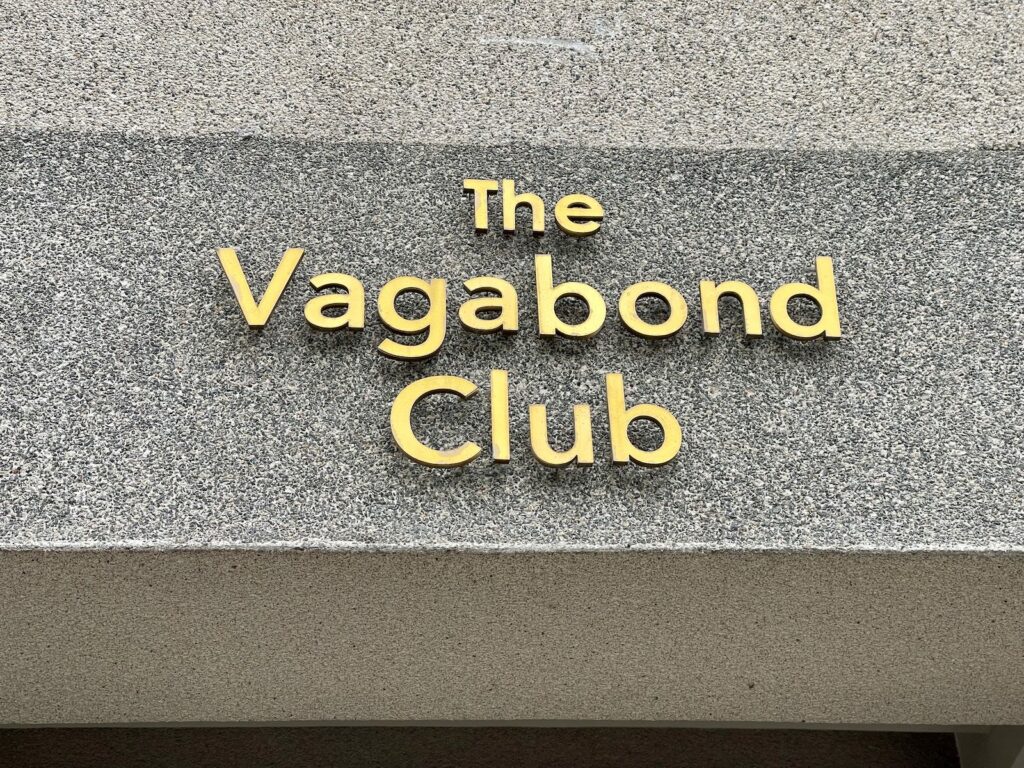 The
Vagabond
Club